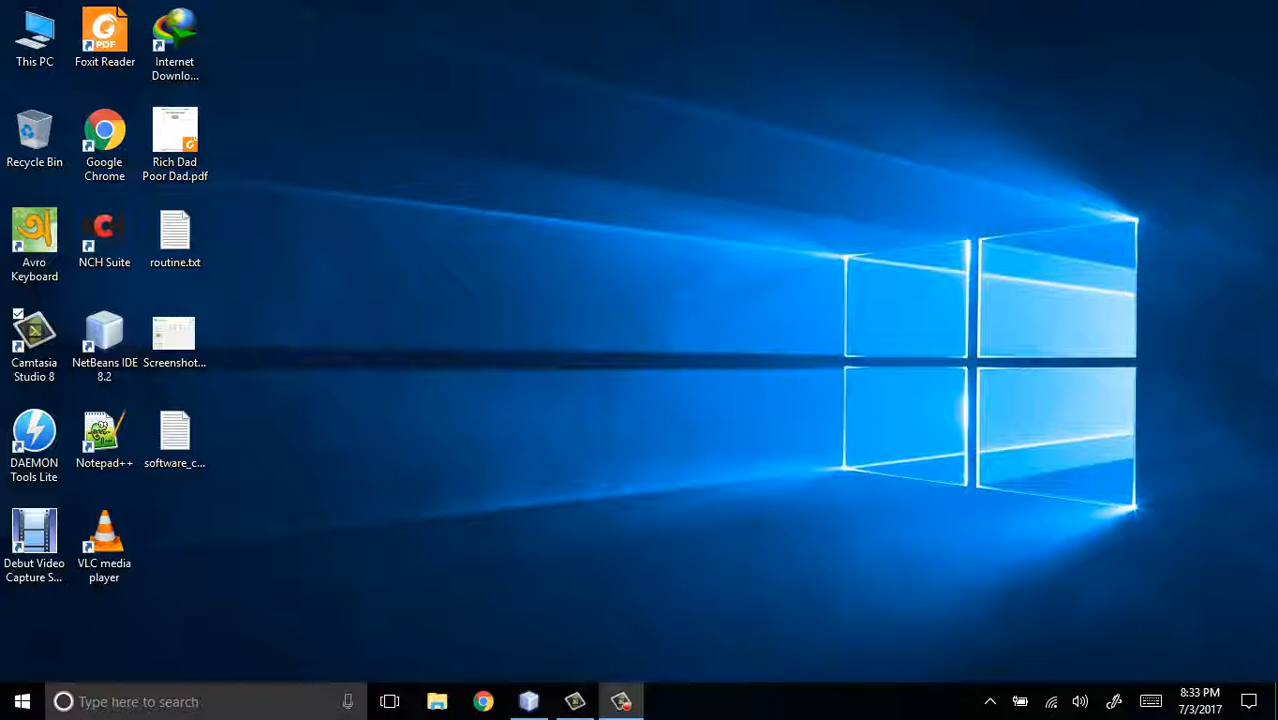 This PC
Foxit Reader
Internet
Downlo...
Recycle Bin
Google
Chrome
Rich Dad
Poor Dad.pdf
Avro
Keyboard
NCH Suite
routine.txt
Camtasia
Studio 8
NetBeans IDE
8.2
Screenshot...
DAEMON
Tools Lite
Notepad++
software_c...
Debut Video
Capture S...
VLC media
player
PDF
অ
Type here to search
8:33 PM
7/3/2017